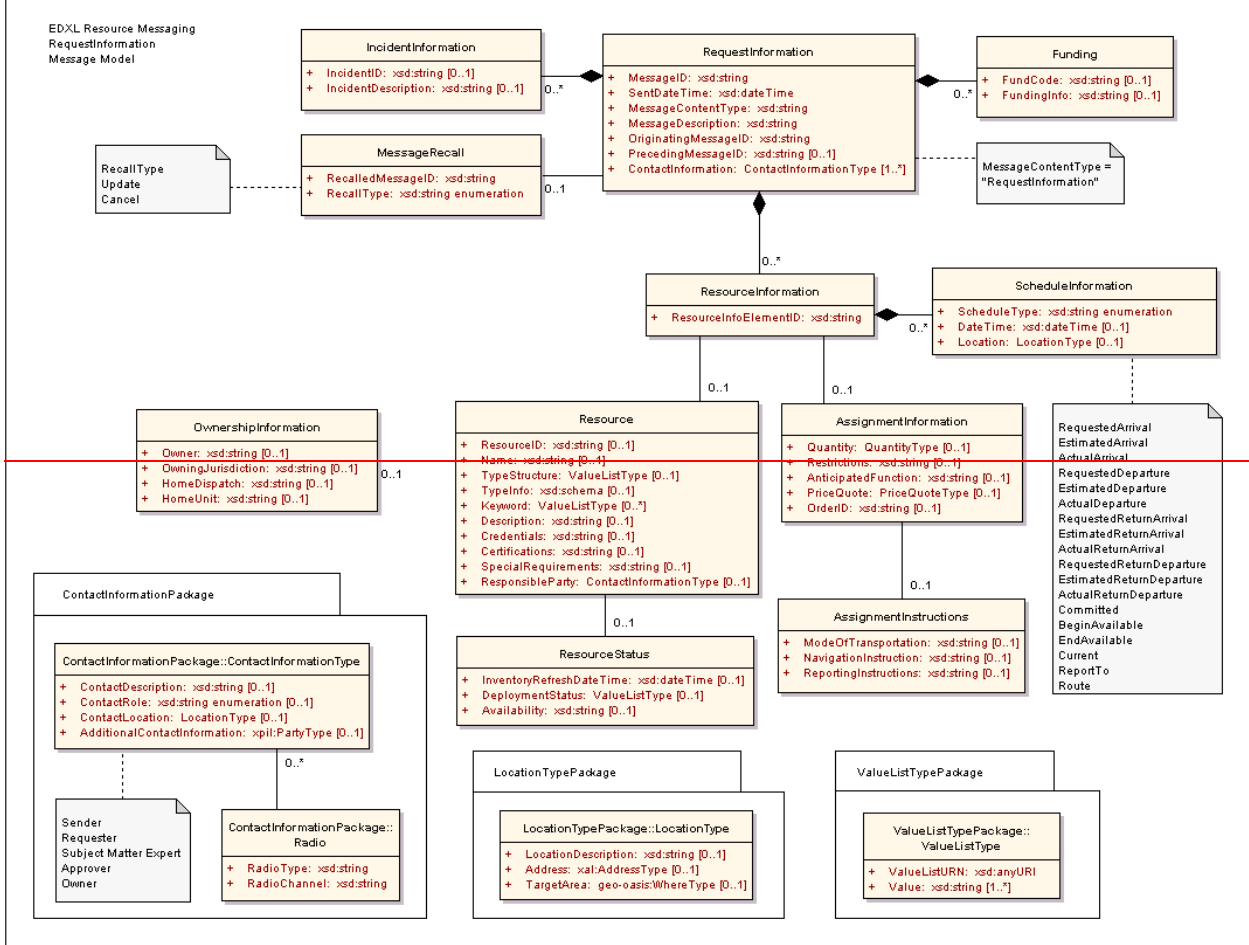 EDXL Resource Messaging
RequestInformation
Message Model
IncidentInformation
+ IncidentID: xsd:string [0..1]
+ IncidentDescription: xsd:string [0..1]
0..*
RequestInformation
+ MessageID: xsd:string
+ SentDateTime: xsd:dateTime
+ MessageContentType: xsd:string
+ MessageDescription: xsd:string
+ OriginatingMessageID: xsd:string
+ PrecedingMessageID: xsd:string [0..1]
+ ContactInformation: ContactInformationType [1..*]
Funding
+ FundCode: xsd:string [0..1]
+ FundingInfo: xsd:string [0..1]
0..*
RecallType
Update
Cancel
MessageRecall
+ RecalledMessageID: xsd:string
+ RecallType: xsd:string enumeration
0..1
MessageContentType =
"RequestInformation"
0..*
ResourceInformation
+ ResourceInfoElementID: xsd:string
0..*
ScheduleInformation
+ ScheduleType: xsd:string enumeration
+ DateTime: xsd:dateTime [0..1]
+ Location: LocationType [0..1]
0..1
0..1
OwnershipInformation
+ Owner: xsd:string [0..1]
+ OwningJurisdiction: xsd:string [0..1]
+ HomeDispatch: xsd:string [0..1]
+ HomeUnit: xsd:string [0..1]
0..1
Resource
+ ResourceID: xsd:string [0..1]
+ Name: xsd:string [0..1]
+ TypeStructure: ValueListType [0..1]
+ TypeInfo: xsd:schema [0..1]
+ Keyword: ValueListType [0..*]
+ Description: xsd:string [0..1]
+ Credentials: xsd:string [0..1]
+ Certifications: xsd:string [0..1]
+ SpecialRequirements: xsd:string [0..1]
+ ResponsibleParty: ContactInformationType [0..1]
AssignmentInformation
+ Quantity: QuantityType [0..1]
+ Restrictions: xsd:string [0..1]
+ AnticipatedFunction: xsd:string [0..1]
+ PriceQuote: PriceQuoteType [0..1]
+ OrderID: xsd:string [0..1]
RequestedArrival
EstimatedArrival
ActualArrival
RequestedDeparture
EstimatedDeparture
ActualDeparture
RequestedReturnArrival
EstimatedReturnArrival
ActualReturnArrival
RequestedReturnDeparture
EstimatedReturnDeparture
ActualReturnDeparture
Committed
BeginAvailable
EndAvailable
Current
ReportTo
Route
0..1
0..1
AssignmentInstructions
+ ModeOfTransportation: xsd:string [0..1]
+ NavigationInstruction: xsd:string [0..1]
+ ReportingInstructions: xsd:string [0..1]
ResourceStatus
+ InventoryRefreshDateTime: xsd:dateTime [0..1]
+ DeploymentStatus: ValueListType [0..1]
+ Availability: xsd:string [0..1]
ContactInformationPackage
ContactInformationPackage::ContactInformationType
+ ContactDescription: xsd:string [0..1]
+ ContactRole: xsd:string enumeration [0..1]
+ ContactLocation: LocationType [0..1]
+ AdditionalContactInformation: xpil:PartyType [0..1]
0..*
Sender
Requester
Subject Matter Expert
Approver
Owner
ContactInformationPackage::
Radio
+ RadioType: xsd:string
+ RadioChannel: xsd:string
LocationTypePackage
LocationTypePackage::LocationType
+ LocationDescription: xsd:string [0..1]
+ Address: xal:AddressType [0..1]
+ TargetArea: geo-oasis:WhereType [0..1]
ValueListTypePackage
ValueListTypePackage::
ValueListType
+ ValueListURN: xsd:anyURI
+ Value: xsd:string [1..*]